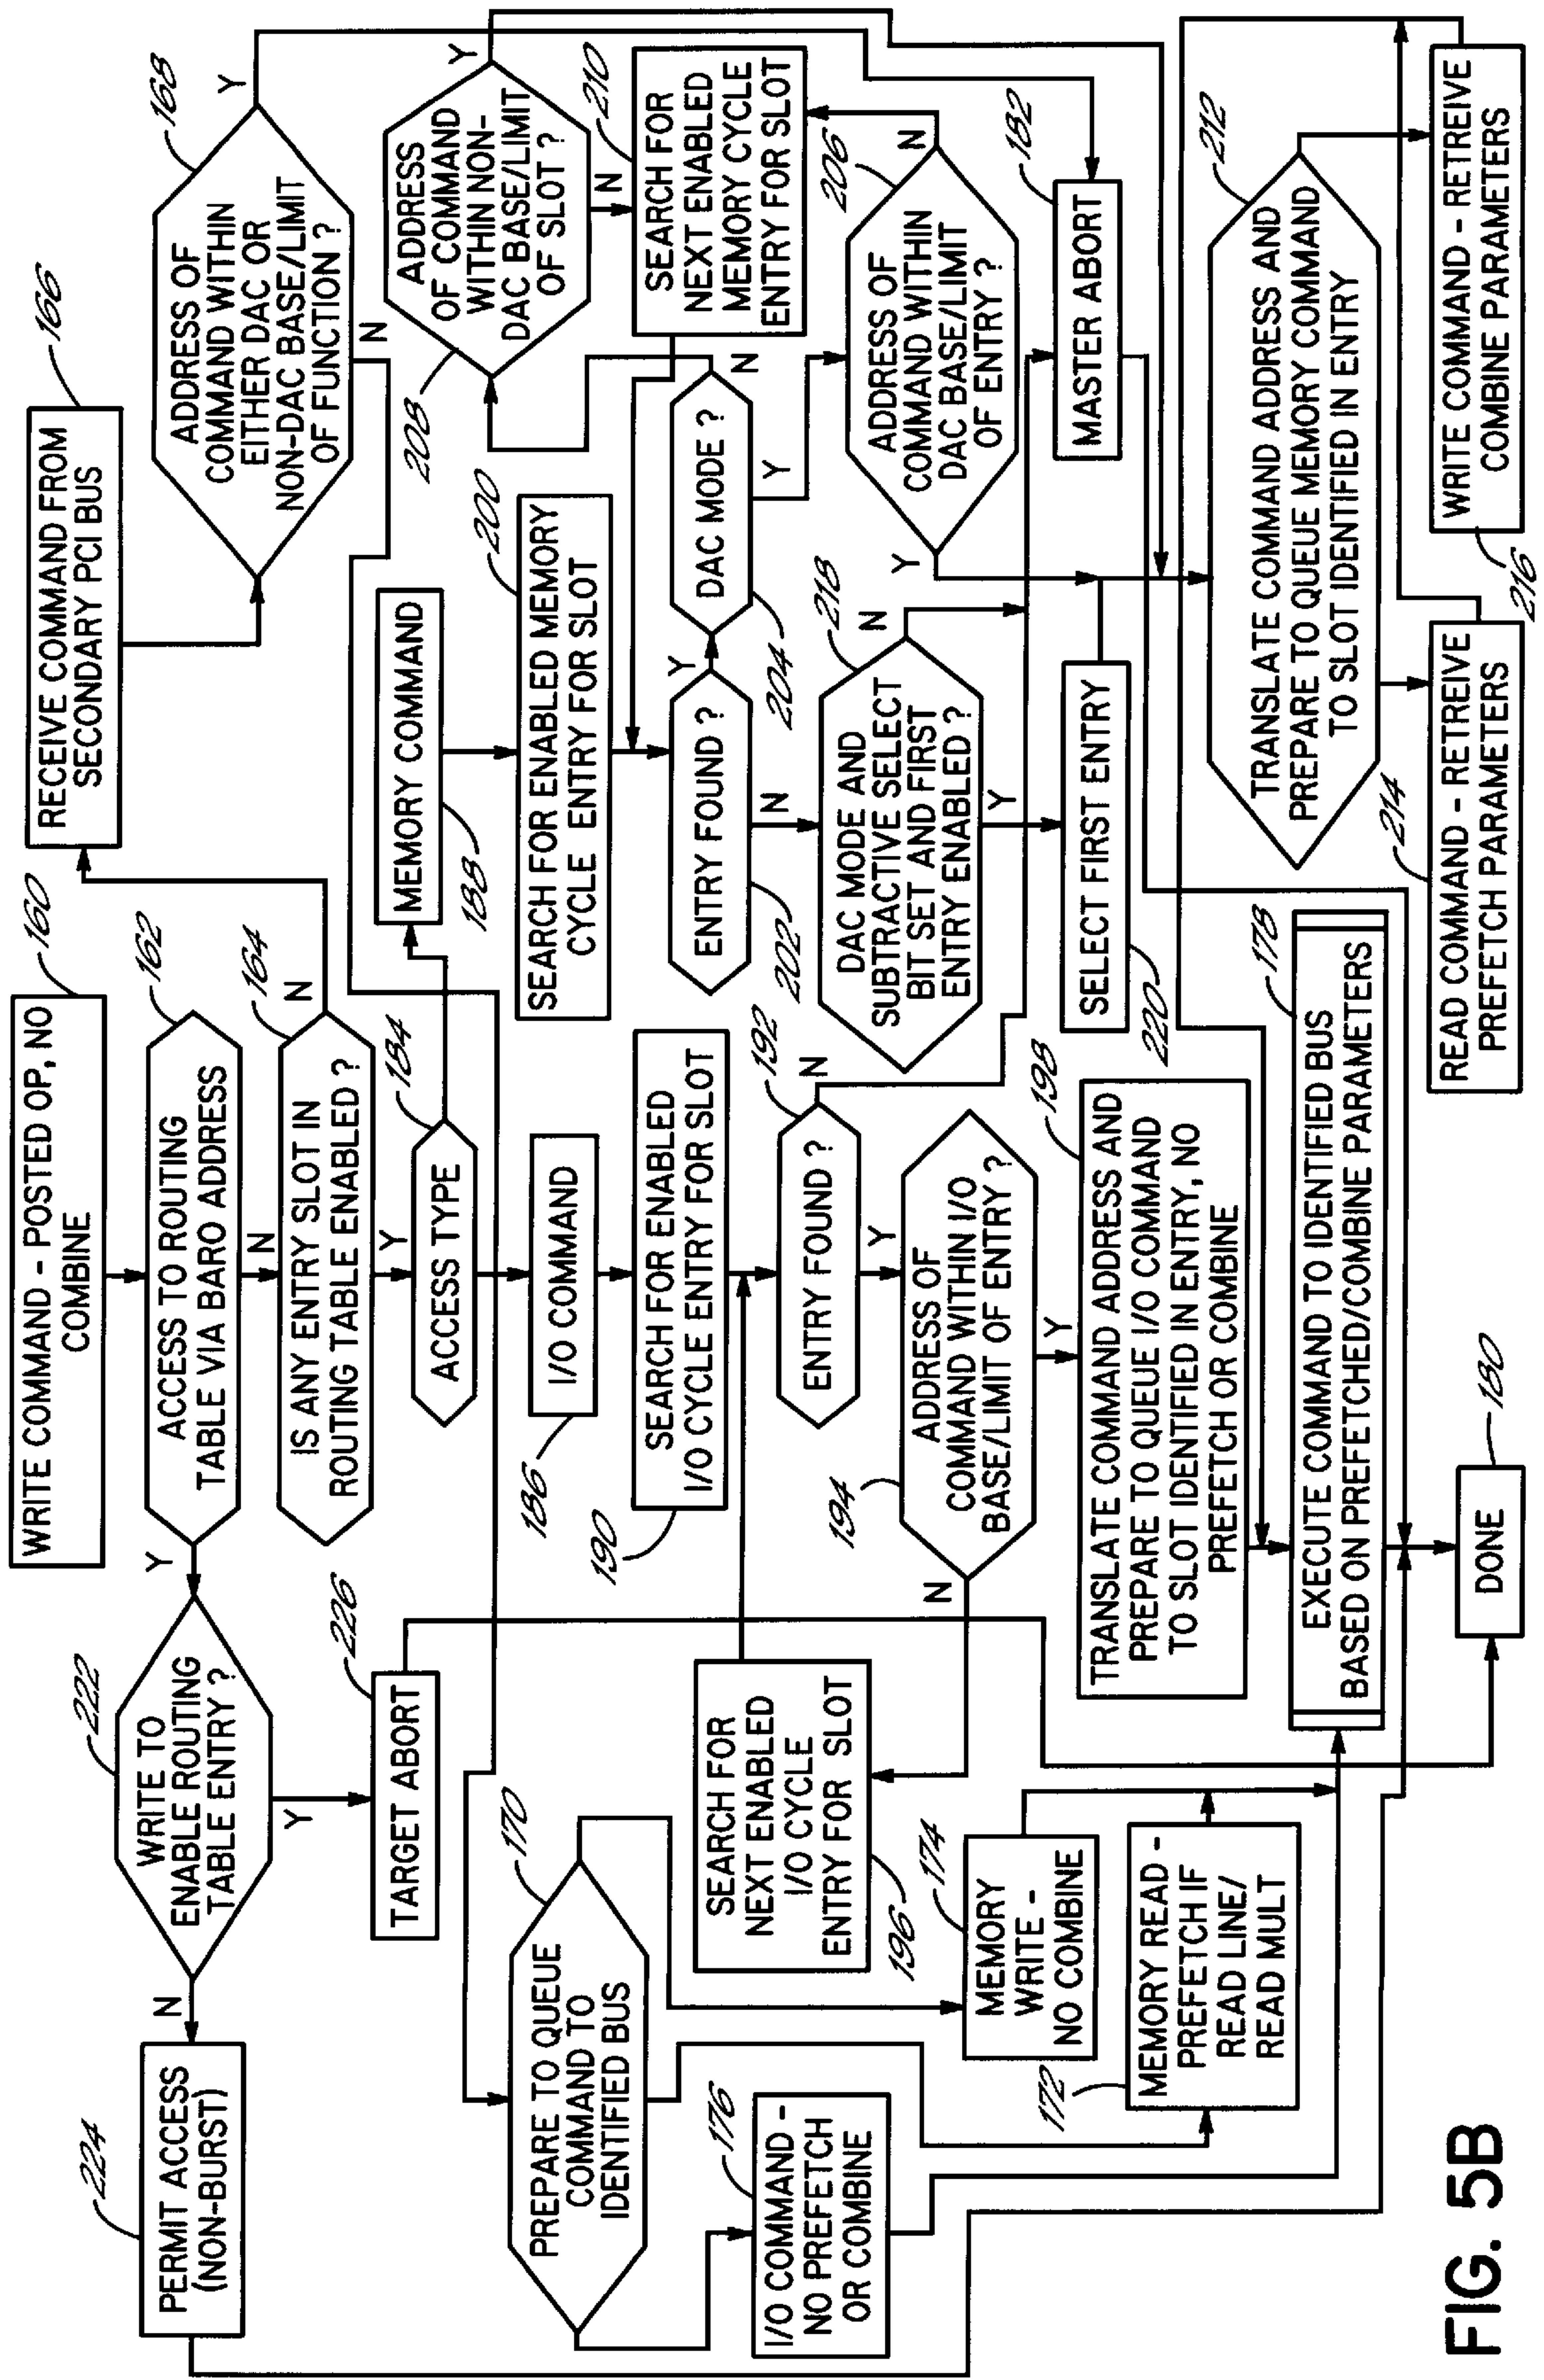 WRITE COMMAND - POSTED OP, NO
COMBINE
160
ACCESS TO ROUTING
TABLE VIA BARO ADDRESS
162
Y
N
IS ANY ENTRY SLOT IN
ROUTING TABLE ENABLED ?
164
N
Y
RECEIVE COMMAND FROM
SECONDARY PCI BUS
166
ADDRESS OF
COMMAND WITHIN
EITHER DAC OR
NON-DAC BASE/LIMIT
OF FUNCTION ?
168
Y
N
WRITE TO
ENABLE ROUTING
TABLE ENTRY ?
222
N
Y
PERMIT ACCESS
(NON-BURST)
224
TARGET ABORT
226
ACCESS TYPE
184
MEMORY COMMAND
188
I/O COMMAND
186
PREPARE TO QUEUE
COMMAND TO
IDENTIFIED BUS
170
I/O COMMAND -
NO PREFETCH
OR COMBINE
176
MEMORY
WRITE -
NO COMBINE
174
MEMORY READ -
PREFETCH IF
READ LINE/
READ MULT
172
SEARCH FOR ENABLED
I/O CYCLE ENTRY FOR SLOT
190
ENTRY FOUND ?
192
N
Y
ADDRESS OF
COMMAND WITHIN I/O
BASE/LIMIT OF ENTRY ?
194
N
Y
SEARCH FOR
NEXT ENABLED
I/O CYCLE
ENTRY FOR SLOT
196
TRANSLATE COMMAND ADDRESS AND
PREPARE TO QUEUE I/O COMMAND
TO SLOT IDENTIFIED IN ENTRY, NO
PREFETCH OR COMBINE
198
SEARCH FOR ENABLED MEMORY
CYCLE ENTRY FOR SLOT
200
ENTRY FOUND ?
202
Y
N
DAC MODE ?
204
N
Y
ADDRESS
OF COMMAND
WITHIN NON-
DAC BASE/LIMIT
OF SLOT ?
208
Y
N
SEARCH FOR
NEXT ENABLED
MEMORY CYCLE
ENTRY FOR SLOT
210
ADDRESS OF
COMMAND WITHIN
DAC BASE/LIMIT
OF ENTRY ?
206
N
Y
DAC MODE AND
SUBTRACTIVE SELECT
BIT SET AND FIRST
ENTRY ENABLED ?
218
N
Y
SELECT FIRST ENTRY
220
MASTER ABORT
182
TRANSLATE COMMAND ADDRESS AND
PREPARE TO QUEUE MEMORY COMMAND
TO SLOT IDENTIFIED IN ENTRY
212
READ COMMAND - RETREIVE
PREFETCH PARAMETERS
214
WRITE COMMAND - RETREIVE
COMBINE PARAMETERS
216
EXECUTE COMMAND TO IDENTIFIED BUS
BASED ON PREFETCHED/COMBINE PARAMETERS
178
DONE
180
FIG. 5B